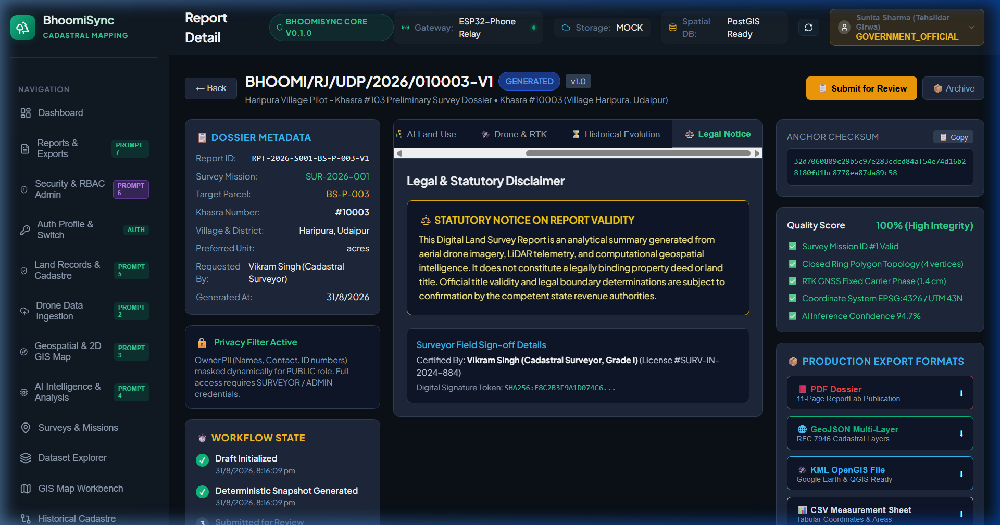 BhoomiSync
CADASTRAL MAPPING
NAVIGATION
Dashboard
Reports &
Exports
PROMPT
7
Security & RBAC
Admin
PROMPT
6
Auth Profile &
Switch
AUTH
Land Records &
Cadastre
PROMPT
5
Drone Data
Ingestion
PROMPT
2
Geospatial & 2D
GIS Map
PROMPT
3
AI Intelligence &
Analysis
PROMPT
4
Surveys & Missions
Dataset Explorer
GIS Map Workbench
Historical Cadastre
Report
Detail
BHOOMISYNC CORE
V0.1.0
Gateway:
ESP32-Phone
Relay
Storage: MOCK
Spatial
DB:
PostGIS
Ready
Sunita Sharma (Tehsildar
Girwa)
GOVERNMENT_OFFICIAL
← Back
BHOOMI/RJ/UDP/2026/010003-V1
GENERATED
v1.0
Haripura Village Pilot - Khasra #103 Preliminary Survey Dossier • Khasra #10003 (Village Haripura, Udaipur)
Submit for Review
Archive
DOSSIER METADATA
Report ID: RPT-2026-S001-BS-P-003-V1
Survey Mission: SUR-2026-001
Target Parcel: BS-P-003
Khasra Number: #10003
Village & District: Haripura, Udaipur
Preferred Unit: acres
Requested
By:
Vikram Singh (Cadastral
Surveyor)
Generated At: 31/8/2026
Privacy Filter Active
Owner PII (Names, Contact, ID numbers)
masked dynamically for PUBLIC role. Full
access requires SURVEYOR / ADMIN
credentials.
WORKFLOW STATE
Draft Initialized
31/8/2026, 8:16:09 pm
Deterministic Snapshot Generated
31/8/2026, 8:16:09 pm
3
Submitted for Review
AI Land-Use
Drone & RTK
Historical Evolution
Legal Notice
Legal & Statutory Disclaimer
STATUTORY NOTICE ON REPORT VALIDITY
This Digital Land Survey Report is an analytical summary generated from
aerial drone imagery, LiDAR telemetry, and computational geospatial
intelligence. It does not constitute a legally binding property deed or land
title. Official title validity and legal boundary determinations are subject to
confirmation by the competent state revenue authorities.
Surveyor Field Sign-off Details
Certified By: Vikram Singh (Cadastral Surveyor, Grade I) (License #SURV-IN-
2024-884)
Digital Signature Token: SHA256:E8C2B3F9A1D074C6...
ANCHOR CHECKSUM
Copy
32d7060809c29b5c97e283cdcd84af54e74d16b2
8180fd1bc8778ea87da89c58
Quality Score
100% (High Integrity)
Survey Mission ID #1 Valid
Closed Ring Polygon Topology (4 vertices)
RTK GNSS Fixed Carrier Phase (1.4 cm)
Coordinate System EPSG:4326 / UTM 43N
AI Inference Confidence 94.7%
PRODUCTION EXPORT FORMATS
PDF Dossier
11-Page ReportLab Publication
GeoJSON Multi-Layer
RFC 7946 Cadastral Layers
KML OpenGIS File
Google Earth & QGIS Ready
CSV Measurement Sheet
Tabular Coordinates & Areas